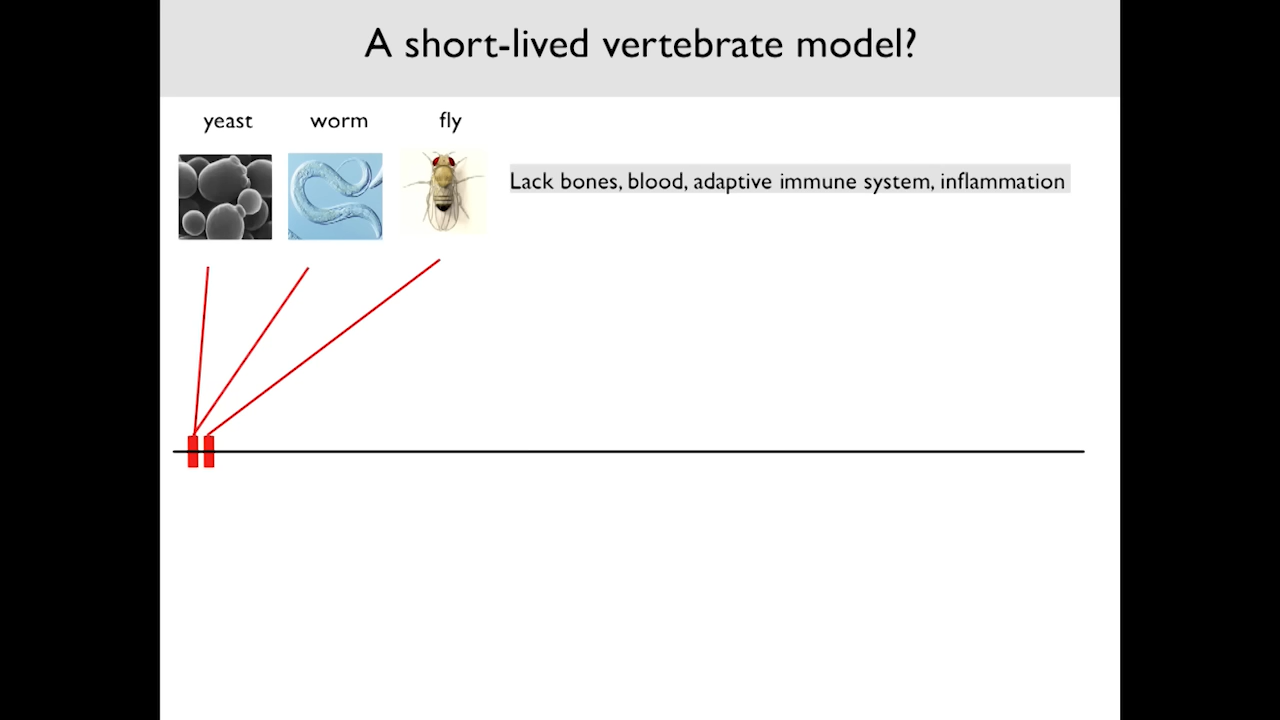 A short-lived vertebrate model?
yeast worm fly
Lack bones, blood, adaptive immune system, inflammation